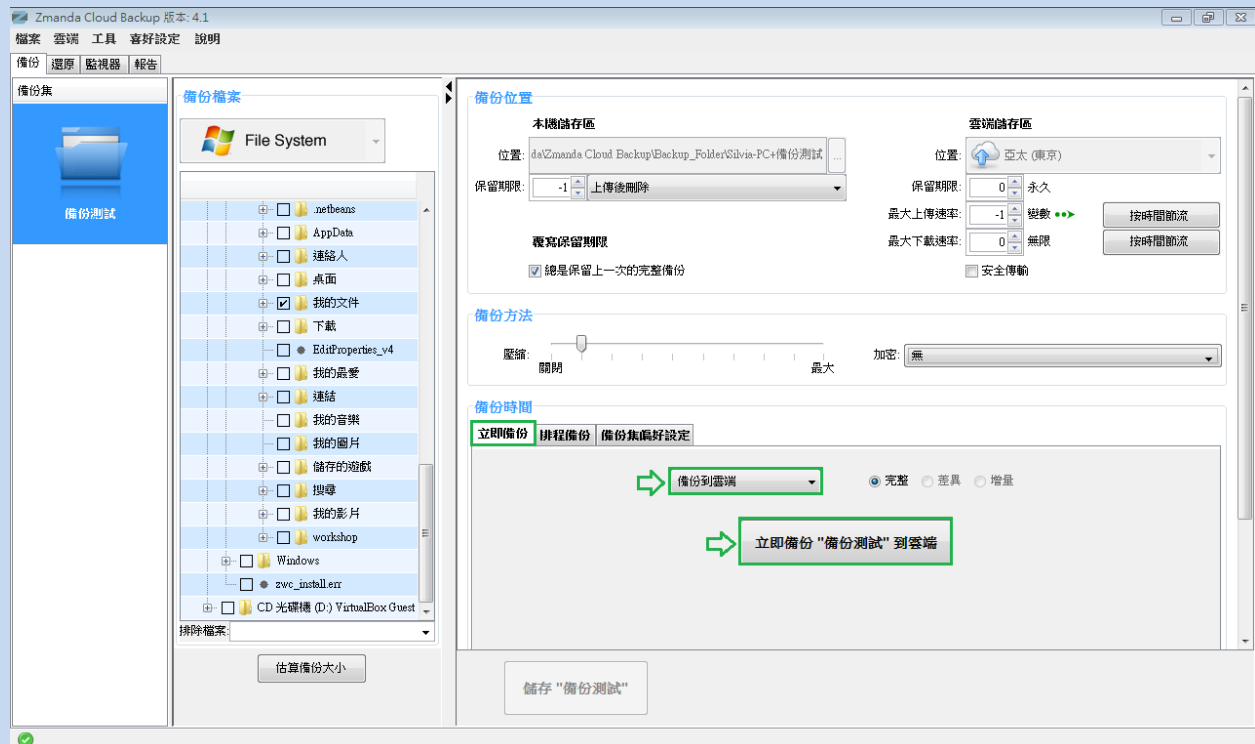 Zmanda Cloud Backup 版本: 4.1
檔案 雲端 工具 喜好設定 說明
備份 還原 監視器 報告
備份集
備份測試
備份檔案
File System
.netbeans
AppData
連絡人
桌面
我的文件
下載
EditProperties_v4
我的最愛
連結
我的音樂
我的圖片
儲存的遊戲
搜尋
我的影片
workshop
Windows
zwc_install.err
CD 光碟機 (D:) VirtualBox Guest
排除檔案:
估算備份大小
備份位置
本機儲存區
位置: da\Zmanda Cloud Backup\Backup_Folder\Silvia-PC+備份測試 ...
保留期限: -1 上傳後刪除
覆寫保留期限
總是保留上一次的完整備份
雲端儲存區
位置: 亞太 (東京)
保留期限: 0 永久
最大上傳速率: -1 變數 按時間節流
最大下載速率: 0 無限 按時間節流
安全傳輸
備份方法
壓縮:
關閉 最大
加密: 無
備份時間
立即備份 排程備份 備份集偏好設定
備份到雲端 完整 差異 增量
立即備份 "備份測試" 到雲端
儲存 "備份測試"